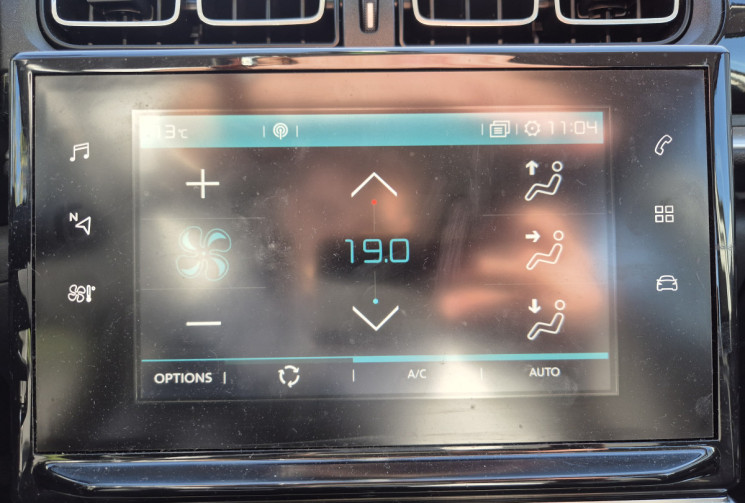 13°C
11:04
N
19.0
OPTIONS
A/C
AUTO